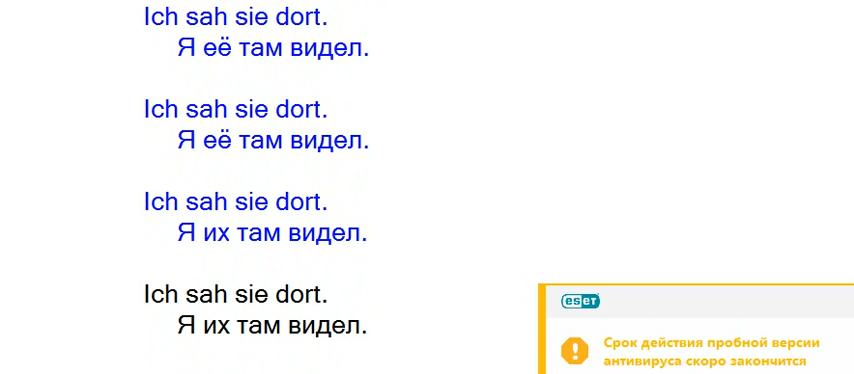 Ich sah sie dort.
Я её там видел.
Ich sah sie dort.
Я её там видел.
Ich sah sie dort.
Я их там видел.
Ich sah sie dort.
Я их там видел.
eset
Срок действия пробной версии
антивируса скоро закончится